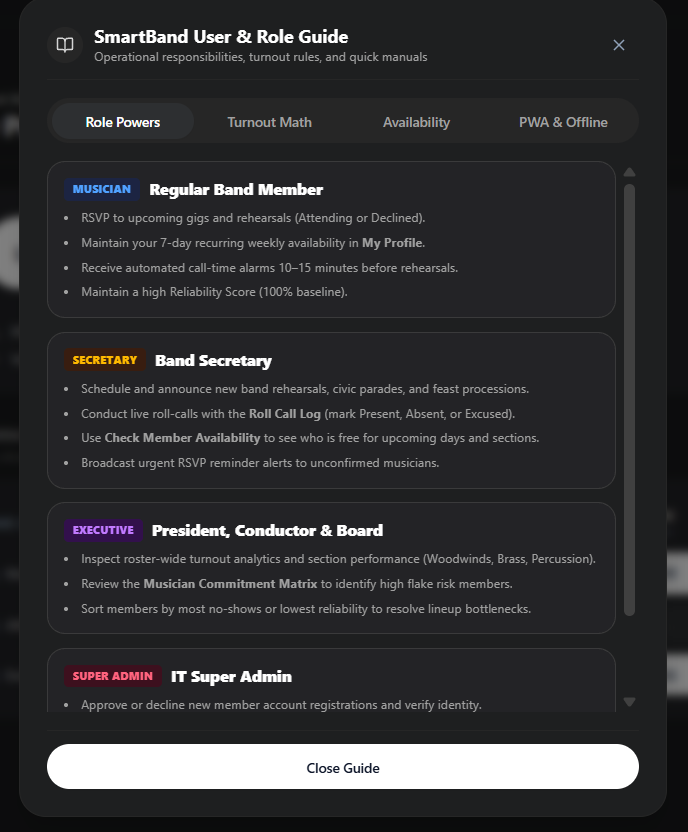 SmartBand User & Role Guide
Operational responsibilities, turnout rules, and quick manuals
Role Powers
Turnout Math
Availability
PWA & Offline
MUSICIAN Regular Band Member
• RSVP to upcoming gigs and rehearsals (Attending or Declined).
• Maintain your 7-day recurring weekly availability in My Profile.
• Receive automated call-time alarms 10–15 minutes before rehearsals.
• Maintain a high Reliability Score (100% baseline).
SECRETARY Band Secretary
• Schedule and announce new band rehearsals, civic parades, and feast processions.
• Conduct live roll-calls with the Roll Call Log (mark Present, Absent, or Excused).
• Use Check Member Availability to see who is free for upcoming days and sections.
• Broadcast urgent RSVP reminder alerts to unconfirmed musicians.
EXECUTIVE President, Conductor & Board
• Inspect roster-wide turnout analytics and section performance (Woodwinds, Brass, Percussion).
• Review the Musician Commitment Matrix to identify high flake risk members.
• Sort members by most no-shows or lowest reliability to resolve lineup bottlenecks.
SUPER ADMIN IT Super Admin
• Approve or decline new member account registrations and verify identity.
Close Guide